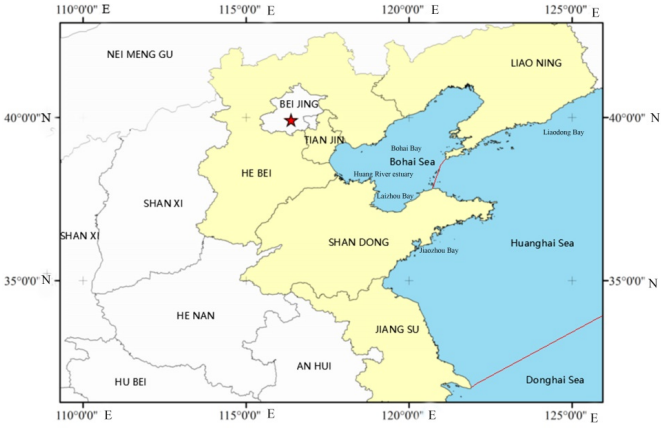 110°0'0" E
115°0'0" E
120°0'0" E
125°0'0" E
NEI MENG GU
LIAO NING
BEI JING
40°0'0"N
40°0'0" N
TIAN JIN
Liaodong Bay
Bohai Bay
Bohai Sea
HE BEI
Huang River estuary
Laizhou Bay
SHAN XI
SHAN XI
SHAN DONG
Huanghai Sea
Jiaozhou Bay
35°0'0"N
35°0'0" N
HE NAN
JIANG SU
AN HUI
HU BEI
Donghai Sea
110°0'0" E
115°0'0" E
120°0'0" E
125°0'0" E